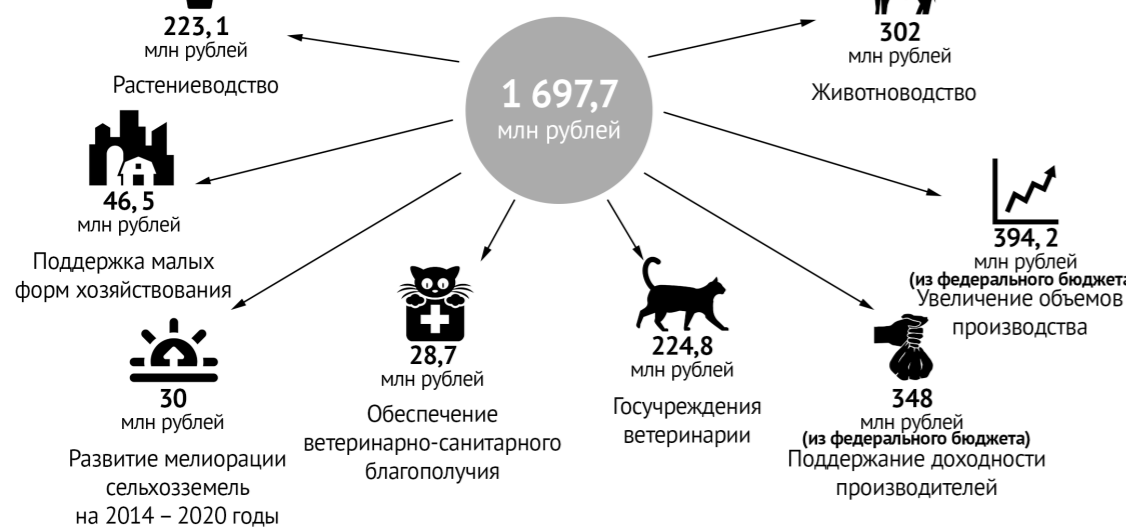 223,1
млн рублей
Растениеводство
1 697,7
млн рублей
302
млн рублей
Животноводство
46,5
млн рублей
Поддержка малых
форм хозяйствования
394, 2
млн рублей
(из федерального бюджета
Увеличение объемов
производства
30
млн рублей
Развитие мелиорации
сельхозземель
на 2014 – 2020 годы
28,7
млн рублей
Обеспечение
ветеринарно-санитарного
благополучия
224,8
млн рублей
Госучреждения
ветеринарии
348
млн рублей
(из федерального бюджета)
Поддержание доходности
производителей